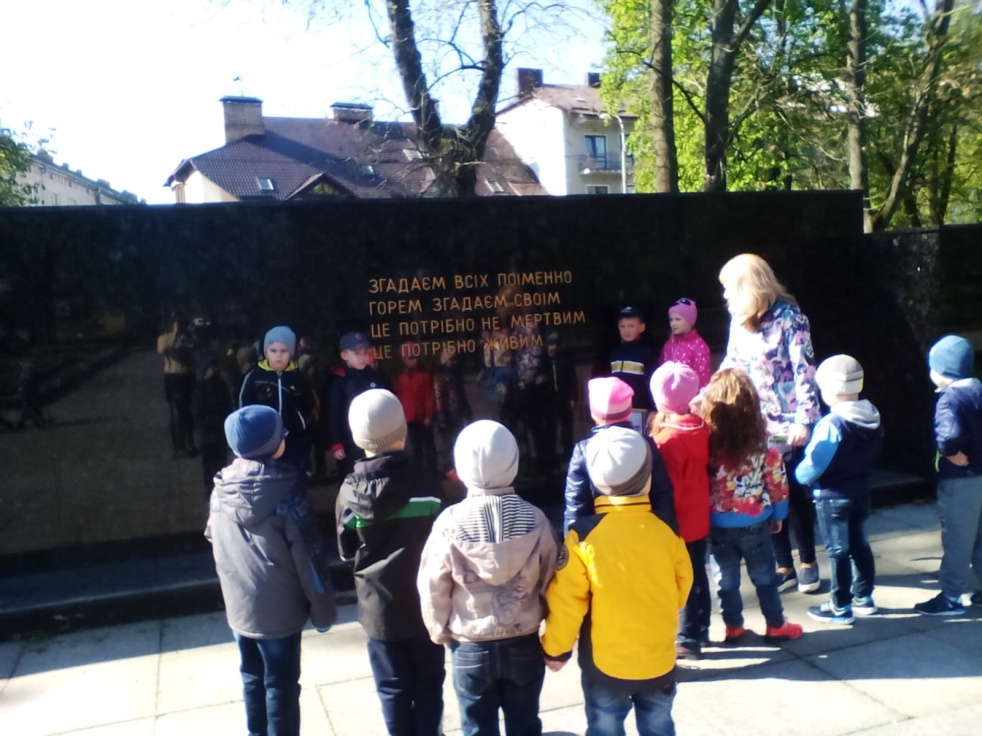 ЗГАДАЄМ ВСІХ ПОІМЕННО
ГОРЕМ ЗГАДАЄМ СВОЇМ
ЦЕ ПОТРІБНО НЕ МЕРТВИМ
ЦЕ ПОТРІБНО ЖИВИМ